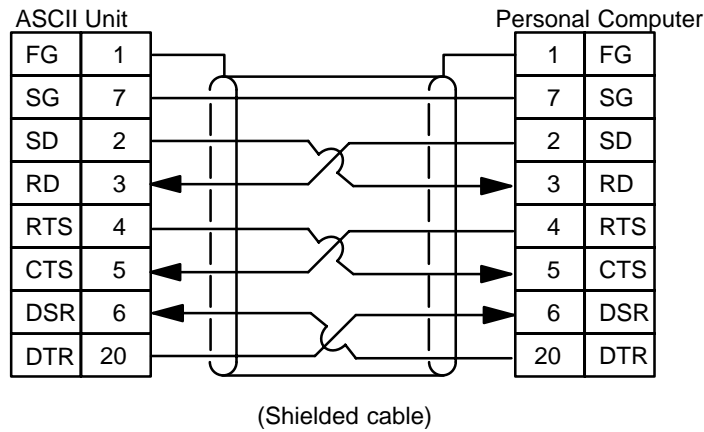 ASCII Unit Personal Computer
FG 1 1 FG
SG 7 7 SG
SD 2 2 SD
RD 3 3 RD
RTS 4 4 RTS
CTS 5 5 CTS
DSR 6 6 DSR
DTR 20 20 DTR
(Shielded cable)